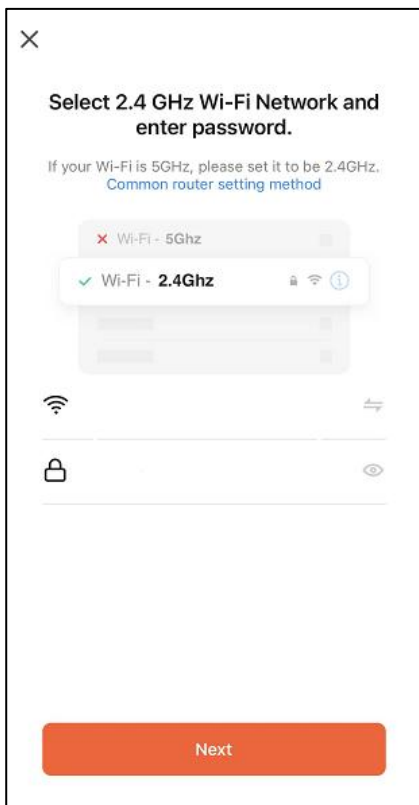 Select 2.4 GHz Wi-Fi Network and
enter password.
If your Wi-Fi is 5GHz, please set it to be 2.4GHz.
Common router setting method
Wi-Fi - 5Ghz
Wi-Fi - 2.4Ghz
Next